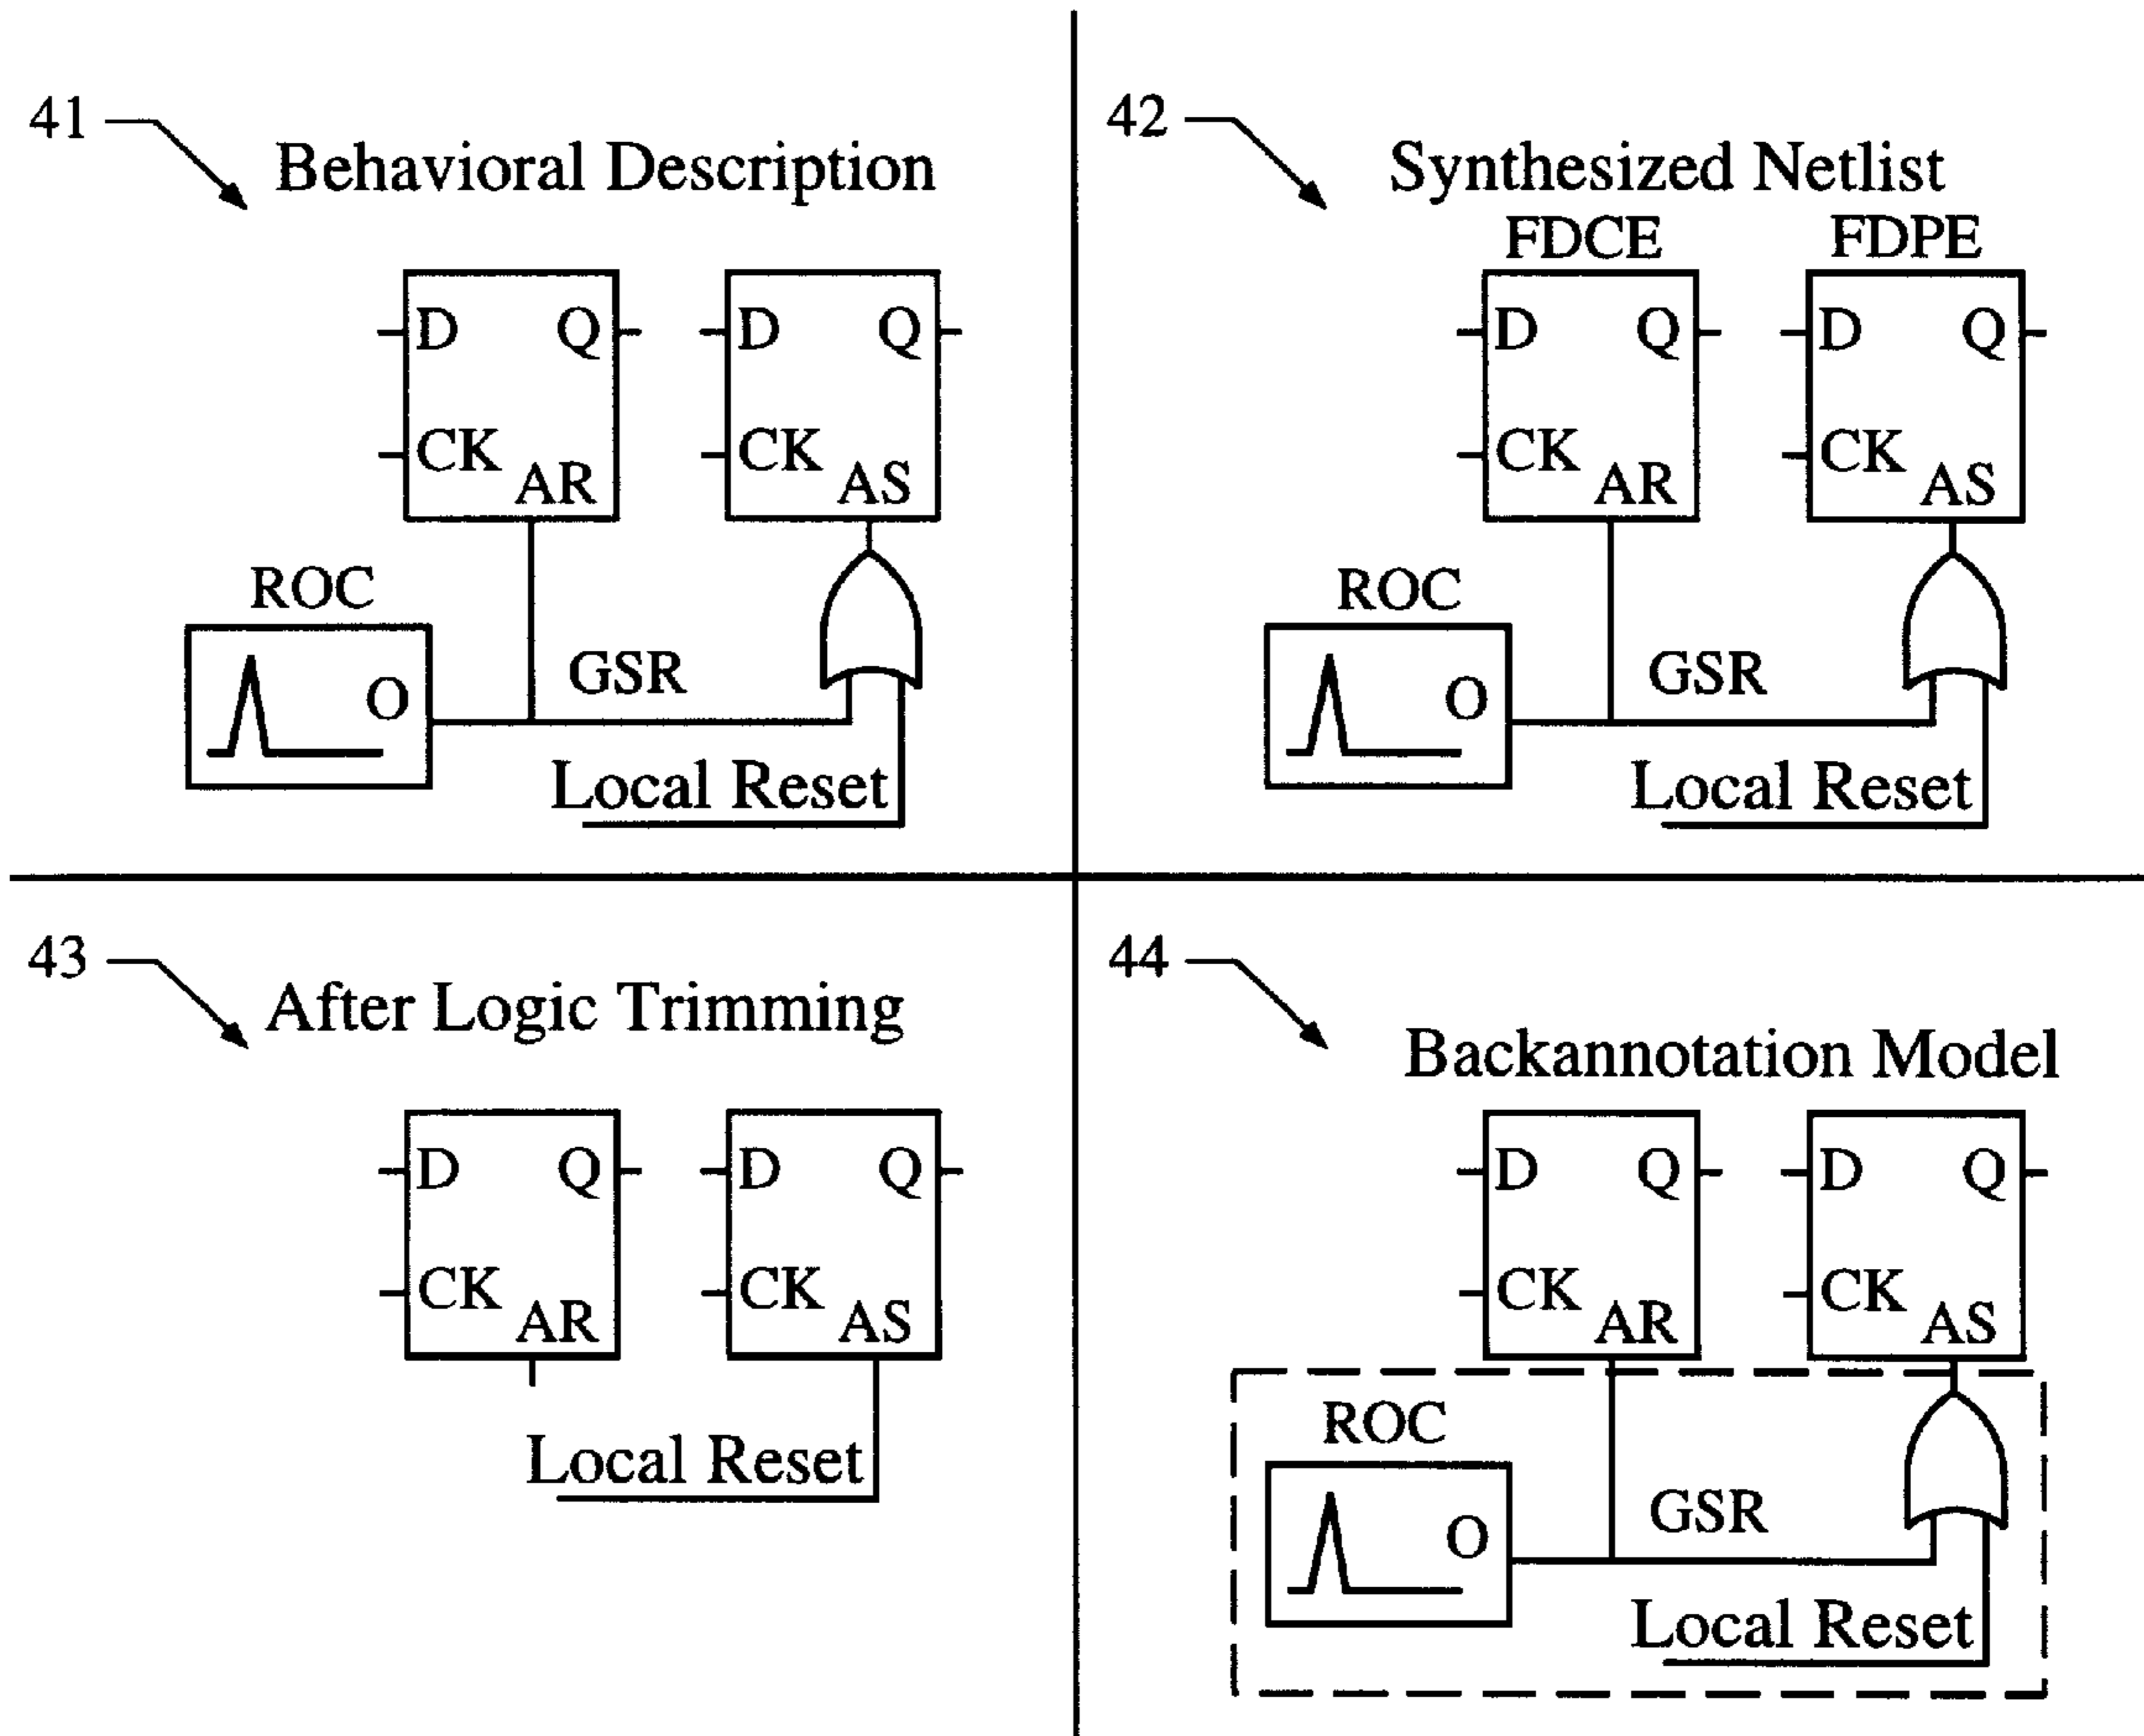 41
Behavioral Description
D Q
CK
AR
D Q
CK
AS
ROC
O
GSR
Local Reset
42
Synthesized Netlist
FDCE
FDPE
D Q
CK
AR
D Q
CK
AS
ROC
O
GSR
Local Reset
43
After Logic Trimming
D Q
CK
AR
D Q
CK
AS
Local Reset
44
Backannotation Model
D Q
CK
AR
D Q
CK
AS
ROC
O
GSR
Local Reset